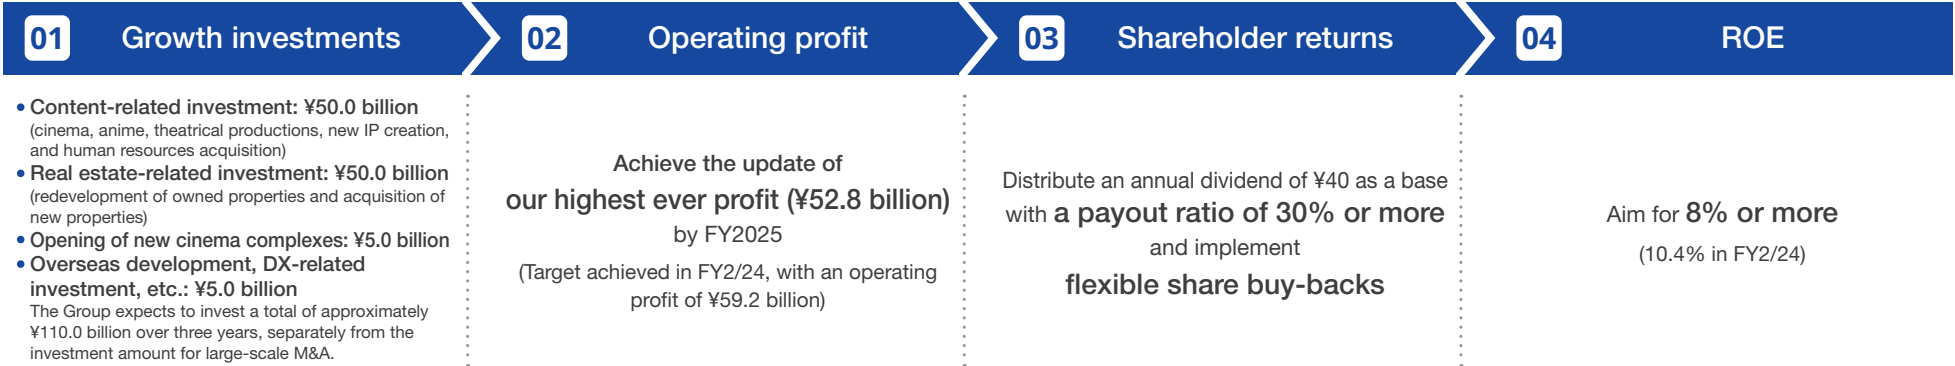 01 Growth investments
• Content-related investment: ¥50.0 billion
(cinema, anime, theatrical productions, new IP creation,
and human resources acquisition)
• Real estate-related investment: ¥50.0 billion
(redevelopment of owned properties and acquisition of
new properties)
• Opening of new cinema complexes: ¥5.0 billion
• Overseas development, DX-related
investment, etc.: ¥5.0 billion
The Group expects to invest a total of approximately
¥110.0 billion over three years, separately from the
investment amount for large-scale M&A.
02 Operating profit
Achieve the update of
our highest ever profit (¥52.8 billion)
by FY2025
(Target achieved in FY2/24, with an operating
profit of ¥59.2 billion)
03 Shareholder returns
Distribute an annual dividend of ¥40 as a base
with a payout ratio of 30% or more
and implement
flexible share buy-backs
04 ROE
Aim for 8% or more
(10.4% in FY2/24)